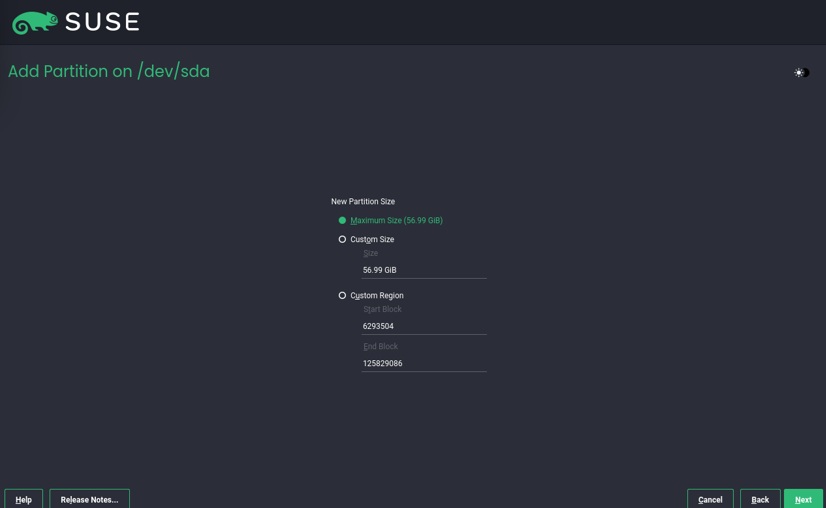 SUSE
Add Partition on /dev/sda
New Partition Size
Maximum Size (56.99 GiB)
Custom Size
Size
56.99 GiB
Custom Region
Start Block
6293504
End Block
125829086
Help Release Notes... Cancel Back Next